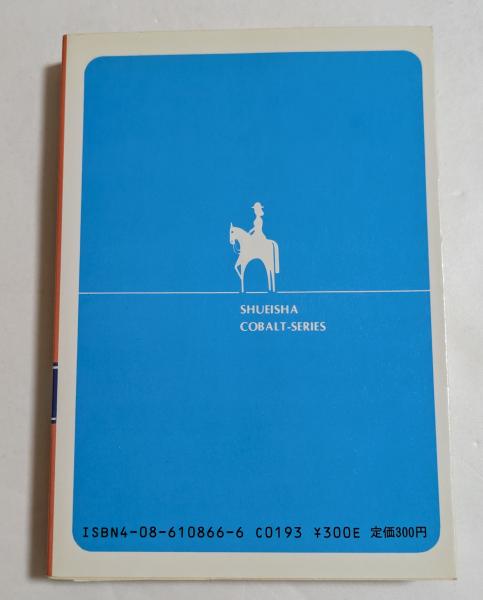 SHUEISHA
COBALT-SERIES
ISBN4-08-610866-6 C0193 ¥300E 定価300円